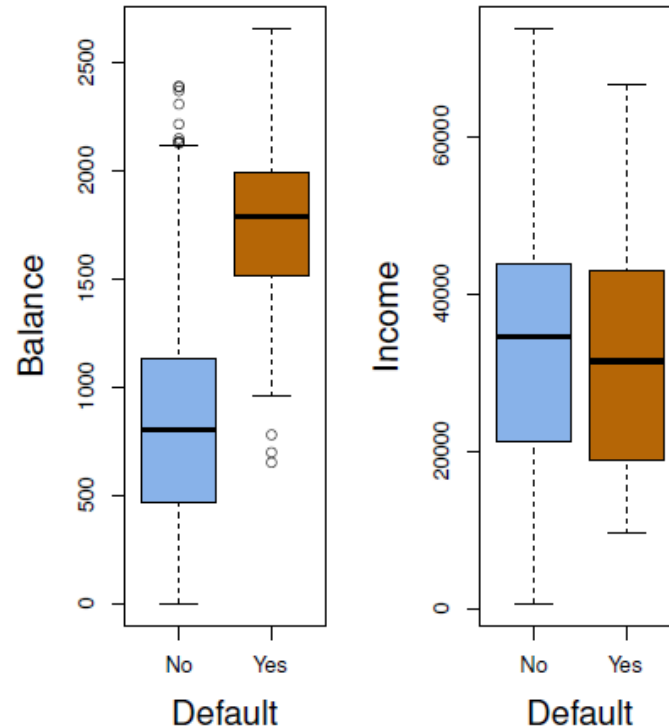 Balance
2500
2000
1500
1000
500
0
No
Yes
Default
Income
60000
40000
20000
0
No
Yes
Default